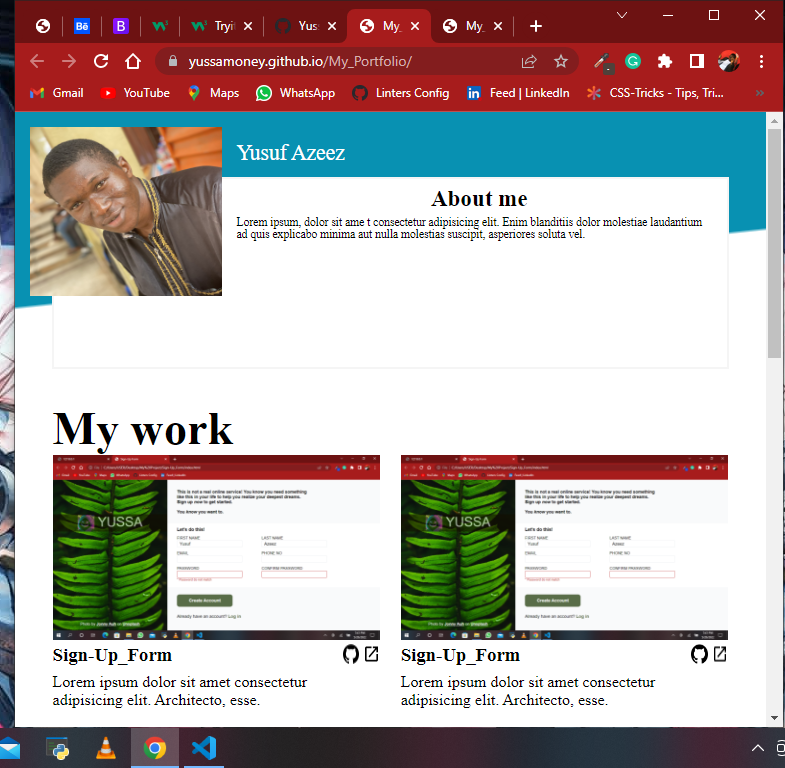 Bē
B
Tryi
Yus
My_
My_
yussamoney.github.io/My_Portfolio/
Gmail
YouTube
Maps
WhatsApp
Linters Config
Feed | LinkedIn
CSS-Tricks - Tips, Tri...
»
Yusuf Azeez
About me
Lorem ipsum, dolor sit ame t consectetur adipisicing elit. Enim blanditiis dolor molestiae laudantium
ad quis explicabo minima aut nulla molestias suscipit, asperiores soluta vel.
My work
This is not a real online service! You know you need something
like this in your life to help you realize your deepest dreams.
Sign up now to get started.
You know you want to.
YUSSA
Let's do this!
FIRST NAME
LAST NAME
Yusuf
Azeez
EMAIL
PHONE NO
PASSWORD
CONFIRM PASSWORD
Create Account
Already have an account? Log in
This is not a real online service! You know you need something
like this in your life to help you realize your deepest dreams.
Sign up now to get started.
You know you want to.
YUSSA
Let's do this!
FIRST NAME
LAST NAME
Yusuf
Azeez
EMAIL
PHONE NO
PASSWORD
CONFIRM PASSWORD
Create Account
Already have an account? Log in
Sign-Up_Form
Lorem ipsum dolor sit amet consectetur
adipisicing elit. Architecto, esse.
Sign-Up_Form
Lorem ipsum dolor sit amet consectetur
adipisicing elit. Architecto, esse.